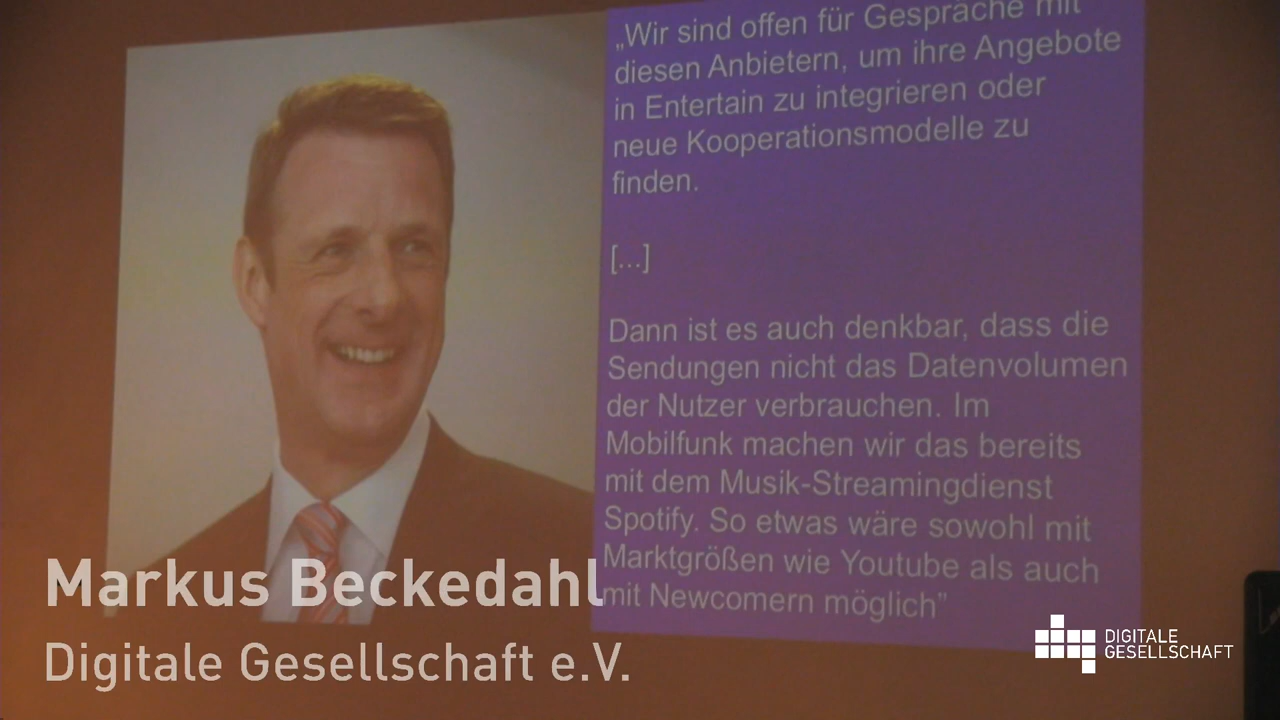 „Wir sind offen für Gespräche mit
diesen Anbietern, um ihre Angebote
in Entertain zu integrieren oder
neue Kooperationsmodelle zu
finden.
[...]
Dann ist es auch denkbar, dass die
Sendungen nicht das Datenvolumen
der Nutzer verbrauchen. Im
Mobilfunk machen wir das bereits
mit dem Musik-Streamingdienst
Spotify. So etwas wäre sowohl mit
Marktgrößen wie Youtube als auch
mit Newcomern möglich”
Markus Beckedahl
Digitale Gesellschaft e.V.
DIGITALE
GESELLSCHAFT